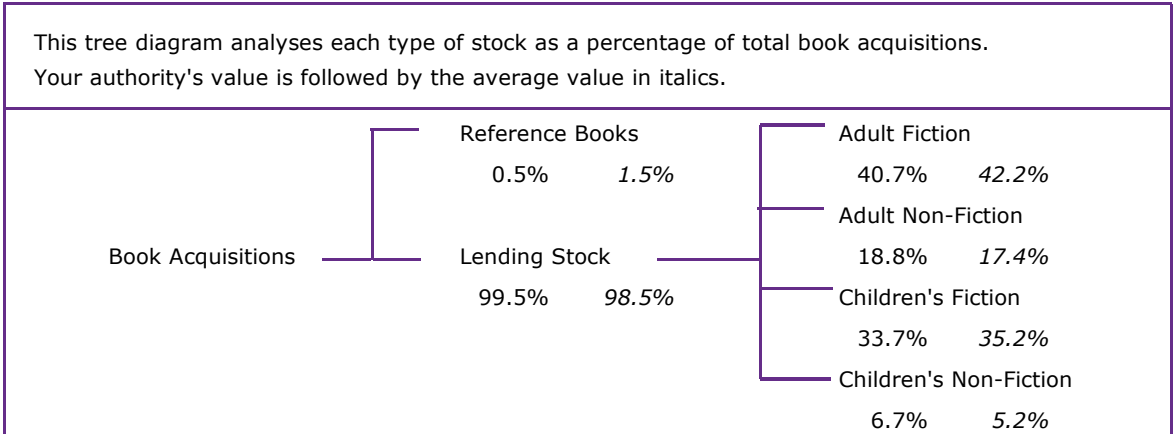 This tree diagram analyses each type of stock as a percentage of total book acquisitions.
Your authority's value is followed by the average value in italics.
Reference Books
0.5% 1.5%
Book Acquisitions
Lending Stock
99.5% 98.5%
Adult Fiction
40.7% 42.2%
Adult Non-Fiction
18.8% 17.4%
Children's Fiction
33.7% 35.2%
Children's Non-Fiction
6.7% 5.2%